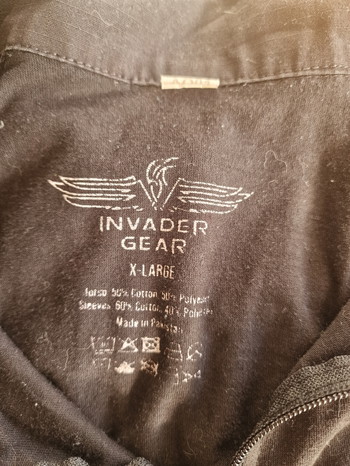 INVADER
GEAR
X-LARGE
Torso 50% Cotton 50% Polyester
Sleeves 60% Cotton 40% Polyester
Made in Pakistan